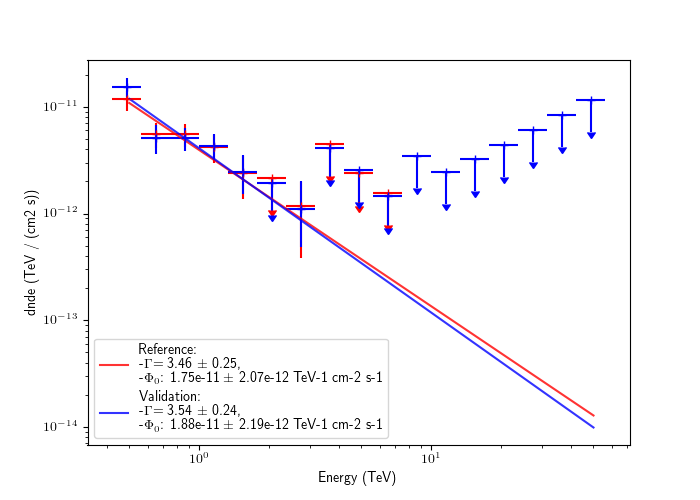 10⁻¹¹
10⁻¹²
10⁻¹³
10⁻¹⁴
dnde (TeV / (cm2 s))
Reference:
-Γ= 3.46 ± 0.25,
-Φ₀: 1.75e-11 ± 2.07e-12 TeV-1 cm-2 s-1
Validation:
-Γ= 3.54 ± 0.24,
-Φ₀: 1.88e-11 ± 2.19e-12 TeV-1 cm-2 s-1
10⁰ 10¹
Energy (TeV)